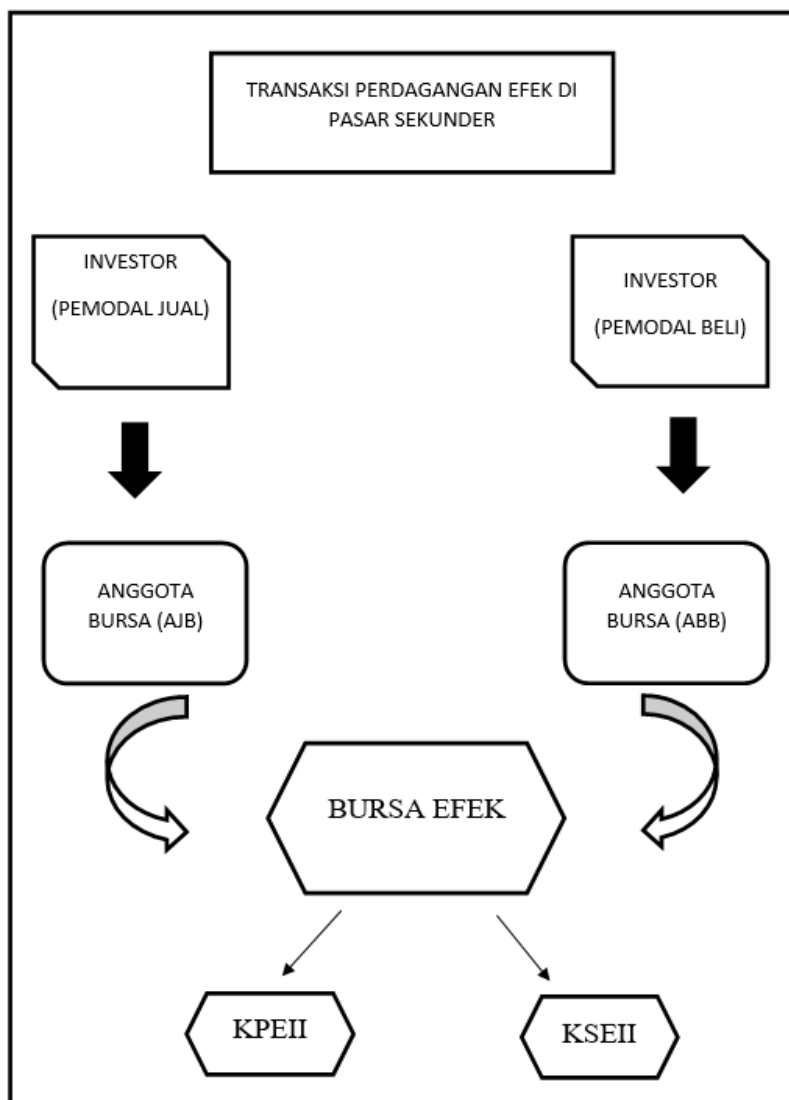 TRANSAKSI PERDAGANGAN EFEK DI
PASAR SEKUNDER
INVESTOR
(PEMODAL JUAL)
INVESTOR
(PEMODAL BELI)
ANGGOTA
BURSA (AJB)
ANGGOTA
BURSA (ABB)
BURSA EFEK
KPEII
KSEII